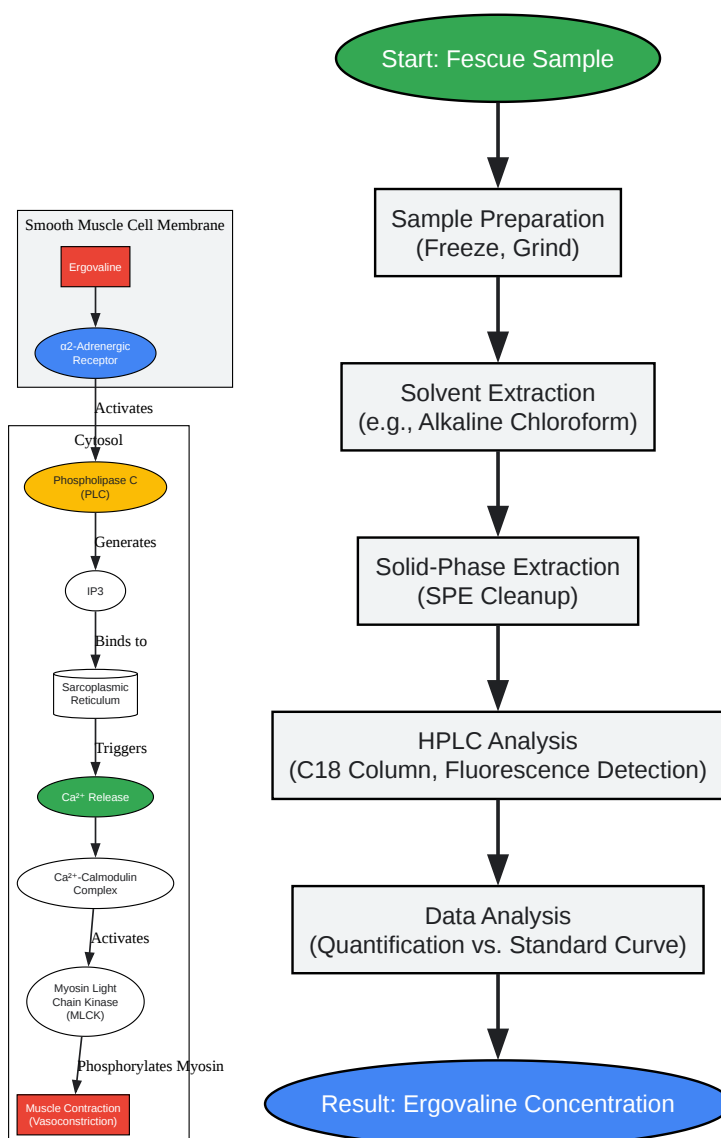 Smooth Muscle Cell Membrane
Ergovaline
α2-Adrenergic
Receptor
Activates
Cytosol
Phospholipase C
(PLC)
Generates
IP3
Binds to
Sarcoplasmic
Reticulum
Triggers
Ca²⁺ Release
Ca²⁺-Calmodulin
Complex
Activates
Myosin Light
Chain Kinase
(MLCK)
Phosphorylates Myosin
Muscle Contraction
(Vasoconstriction)
Start: Fescue Sample
Sample Preparation
(Freeze, Grind)
Solvent Extraction
(e.g., Alkaline Chloroform)
Solid-Phase Extraction
(SPE Cleanup)
HPLC Analysis
(C18 Column, Fluorescence Detection)
Data Analysis
(Quantification vs. Standard Curve)
Result: Ergovaline Concentration